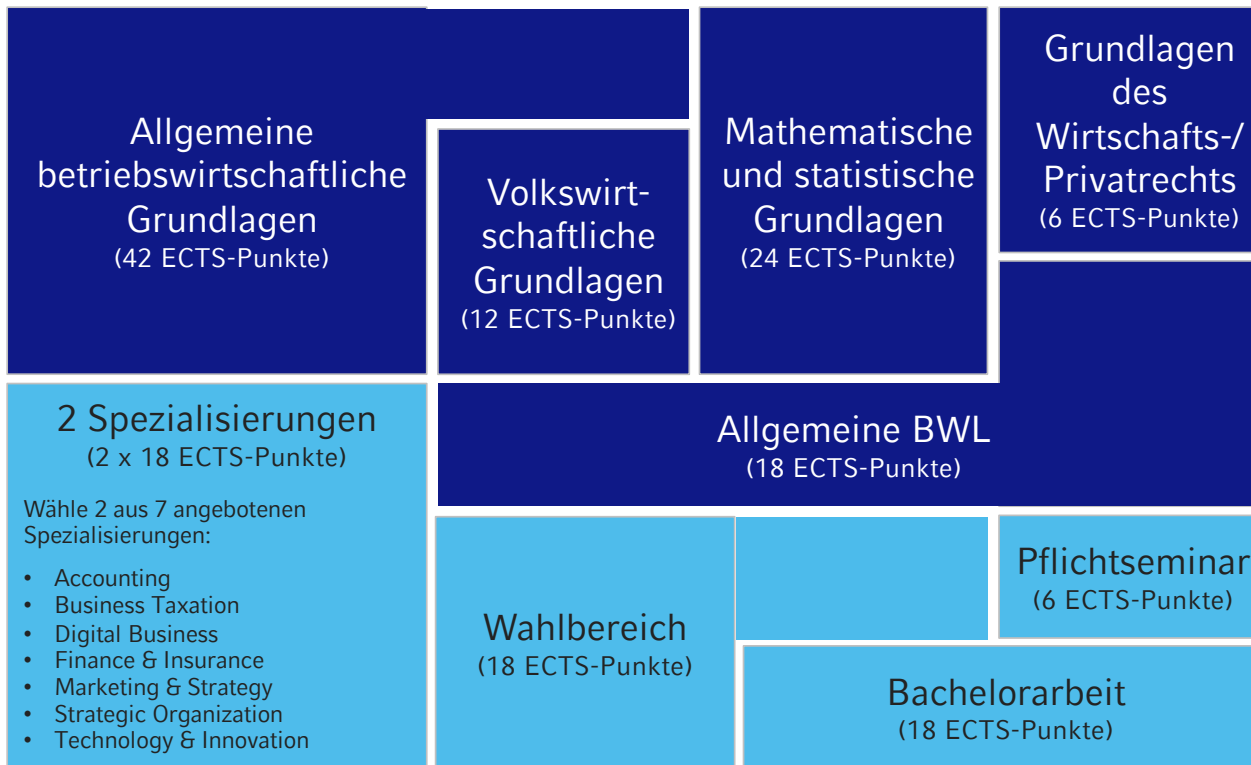 Allgemeine
betriebswirtschaftliche
Grundlagen
(42 ECTS-Punkte)
Volkswirt-
schaftliche
Grundlagen
(12 ECTS-Punkte)
Mathematische
und statistische
Grundlagen
(24 ECTS-Punkte)
Grundlagen
des
Wirtschafts-/
Privatrechts
(6 ECTS-Punkte)
2 Spezialisierungen
(2 x 18 ECTS-Punkte)
Wähle 2 aus 7 angebotenen
Spezialisierungen:
• Accounting
• Business Taxation
• Digital Business
• Finance & Insurance
• Marketing & Strategy
• Strategic Organization
• Technology & Innovation
Allgemeine BWL
(18 ECTS-Punkte)
Wahlbereich
(18 ECTS-Punkte)
Pflichtseminar
(6 ECTS-Punkte)
Bachelorarbeit
(18 ECTS-Punkte)